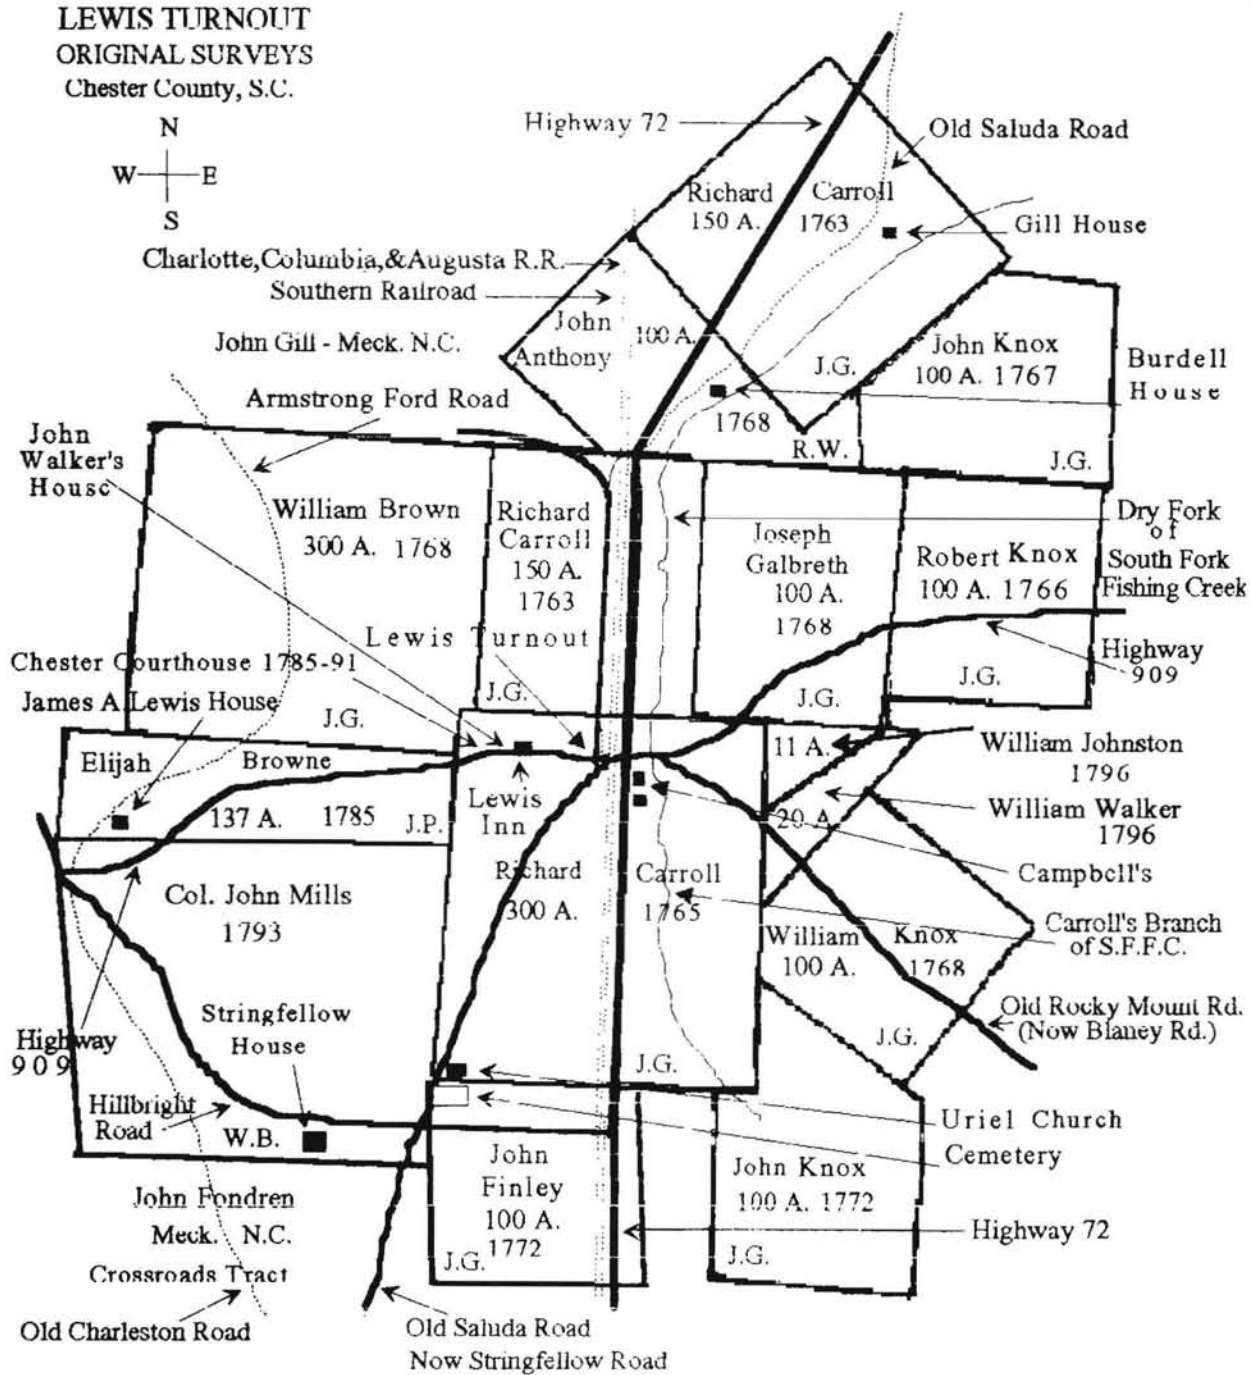 LEWIS TURNOUT
ORIGINAL SURVEYS
Chester County, S.C.
N
W E
S
Highway 72
Old Saluda Road
Richard
150 A.
Carroll
1763
Gill House
Charlotte,Columbia,&Augusta R.R.
Southern Railroad
John
Anthony
100 A.
John Gill - Meck. N.C.
J.G.
John Knox
100 A. 1767
Burdell
House
Armstrong Ford Road
1768
R.W.
J.G.
John
Walker's
House
William Brown
300 A. 1768
Richard
Carroll
150 A.
1763
Joseph
Galbreth
100 A.
1768
Dry Fork
of
South Fork
Fishing Creek
Robert Knox
100 A. 1766
Lewis Turnout
Chester Courthouse 1785-91
James A Lewis House
J.G.
J.G.
J.G.
J.G.
Highway
909
Elijah
Browne
137 A. 1785
J.P.
Lewis
Inn
11 A.
William Johnston
1796
20 A.
William Walker
1796
Campbell's
Col. John Mills
1793
Richard
300 A.
Carroll
1765
William
100 A.
Knox
1768
Carroll's Branch
of S.F.F.C.
Old Rocky Mount Rd.
(Now Blaney Rd.)
Stringfellow
House
Highway
909
J.G.
J.G.
Hillbright
Road
W.B.
Uriel Church
Cemetery
John
Finley
100 A.
1772
J.G.
John Knox
100 A. 1772
J.G.
Highway 72
John Fondren
Meck. N.C.
Crossroads Tract
Old Charleston Road
Old Saluda Road
Now Stringfellow Road